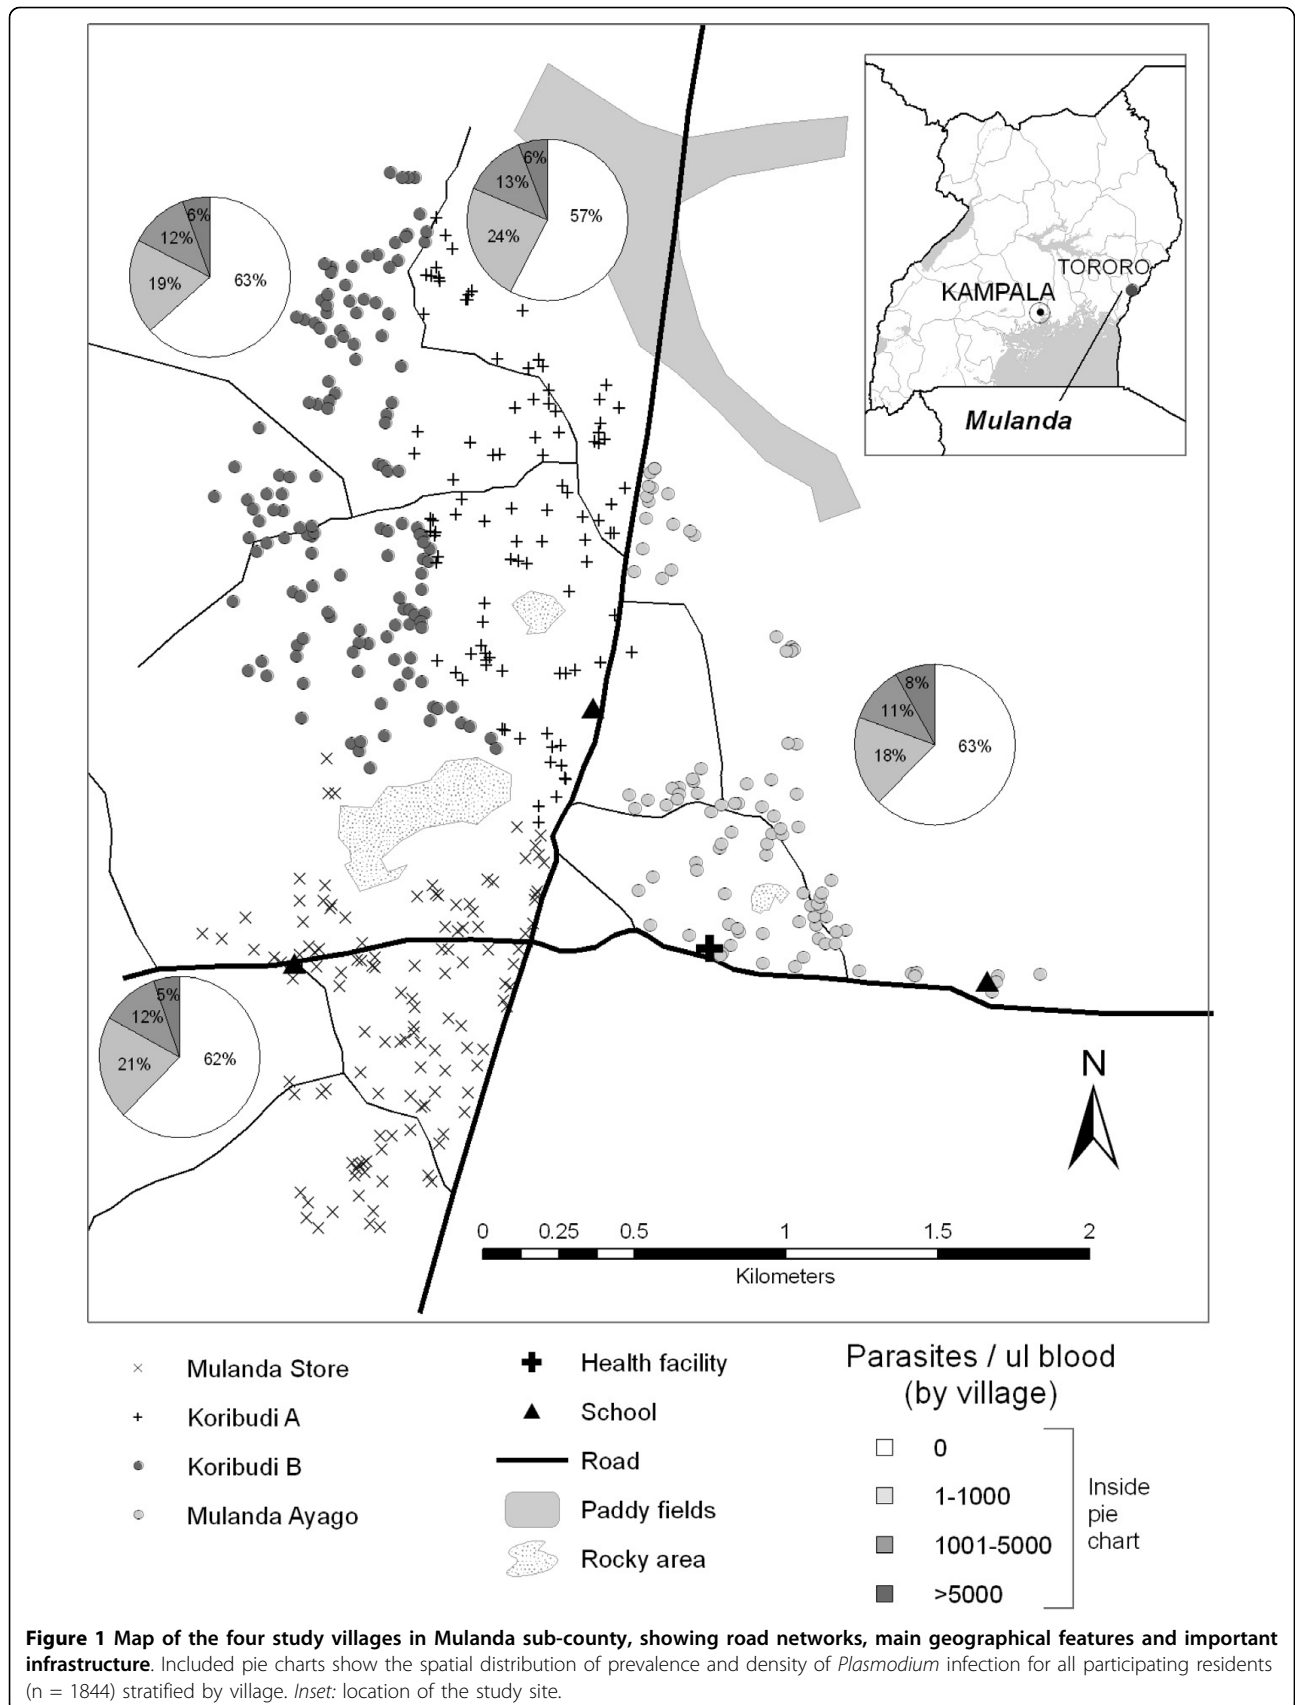 6%
13%
57%
24%
6%
12%
19%
63%
TORORO
KAMPALA
Mulanda
8%
11%
18%
63%
5%
12%
21%
62%
N
0 0.25 0.5 1 1.5 2
Kilometers
Mulanda Store
Koribudi A
Koribudi B
Mulanda Ayago
Health facility
School
Road
Paddy fields
Rocky area
Parasites / ul blood
(by village)
0
1-1000
1001-5000
>5000
Inside
pie
chart
Figure 1 Map of the four study villages in Mulanda sub-county, showing road networks, main geographical features and important
infrastructure. Included pie charts show the spatial distribution of prevalence and density of Plasmodium infection for all participating residents
(n = 1844) stratified by village. Inset: location of the study site.